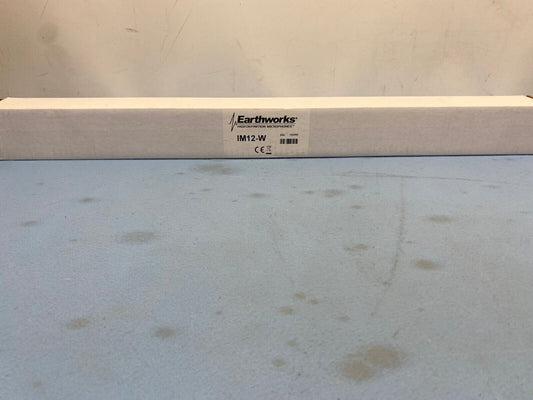 Earthworks
HIGH DEFINITION MICROPHONES
IM12-W
CE